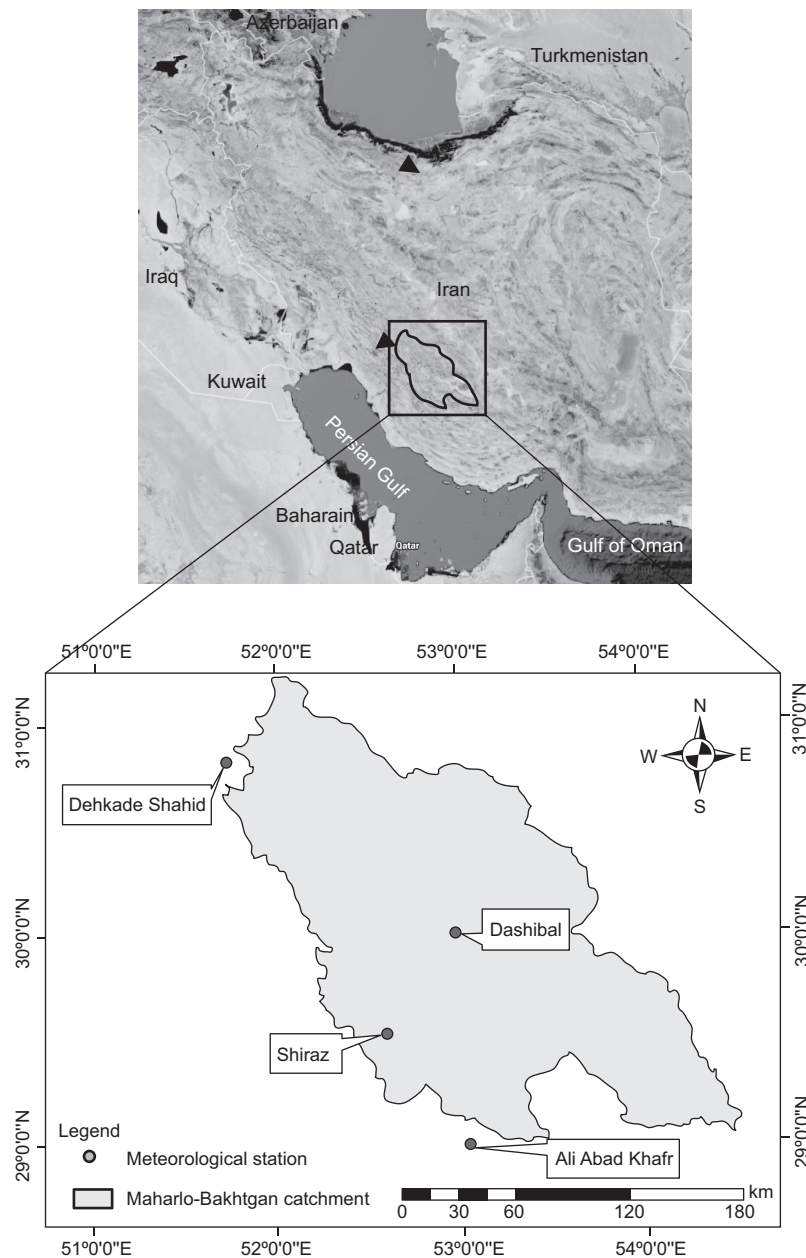 Azerbaijan
Turkmenistan
Iraq
Iran
Kuwait
Persian Gulf
Baharain
Qatar
Qatar
Gulf of Oman
51º0'0"E
52º0'0"E
53º0'0"E
54º0'0"E
31º0'0"N
31º0'0"N
N
W
E
S
Dehkade Shahid
30º0'0"N
Dashibal
30º0'0"N
Shiraz
29º0'0"N
Legend
Meteorological station
Maharlo-Bakhtgan catchment
Ali Abad Khafr
29º0'0"N
km
0 30 60 120 180
51º0'0"E
52º0'0"E
53º0'0"E
54º0'0"E